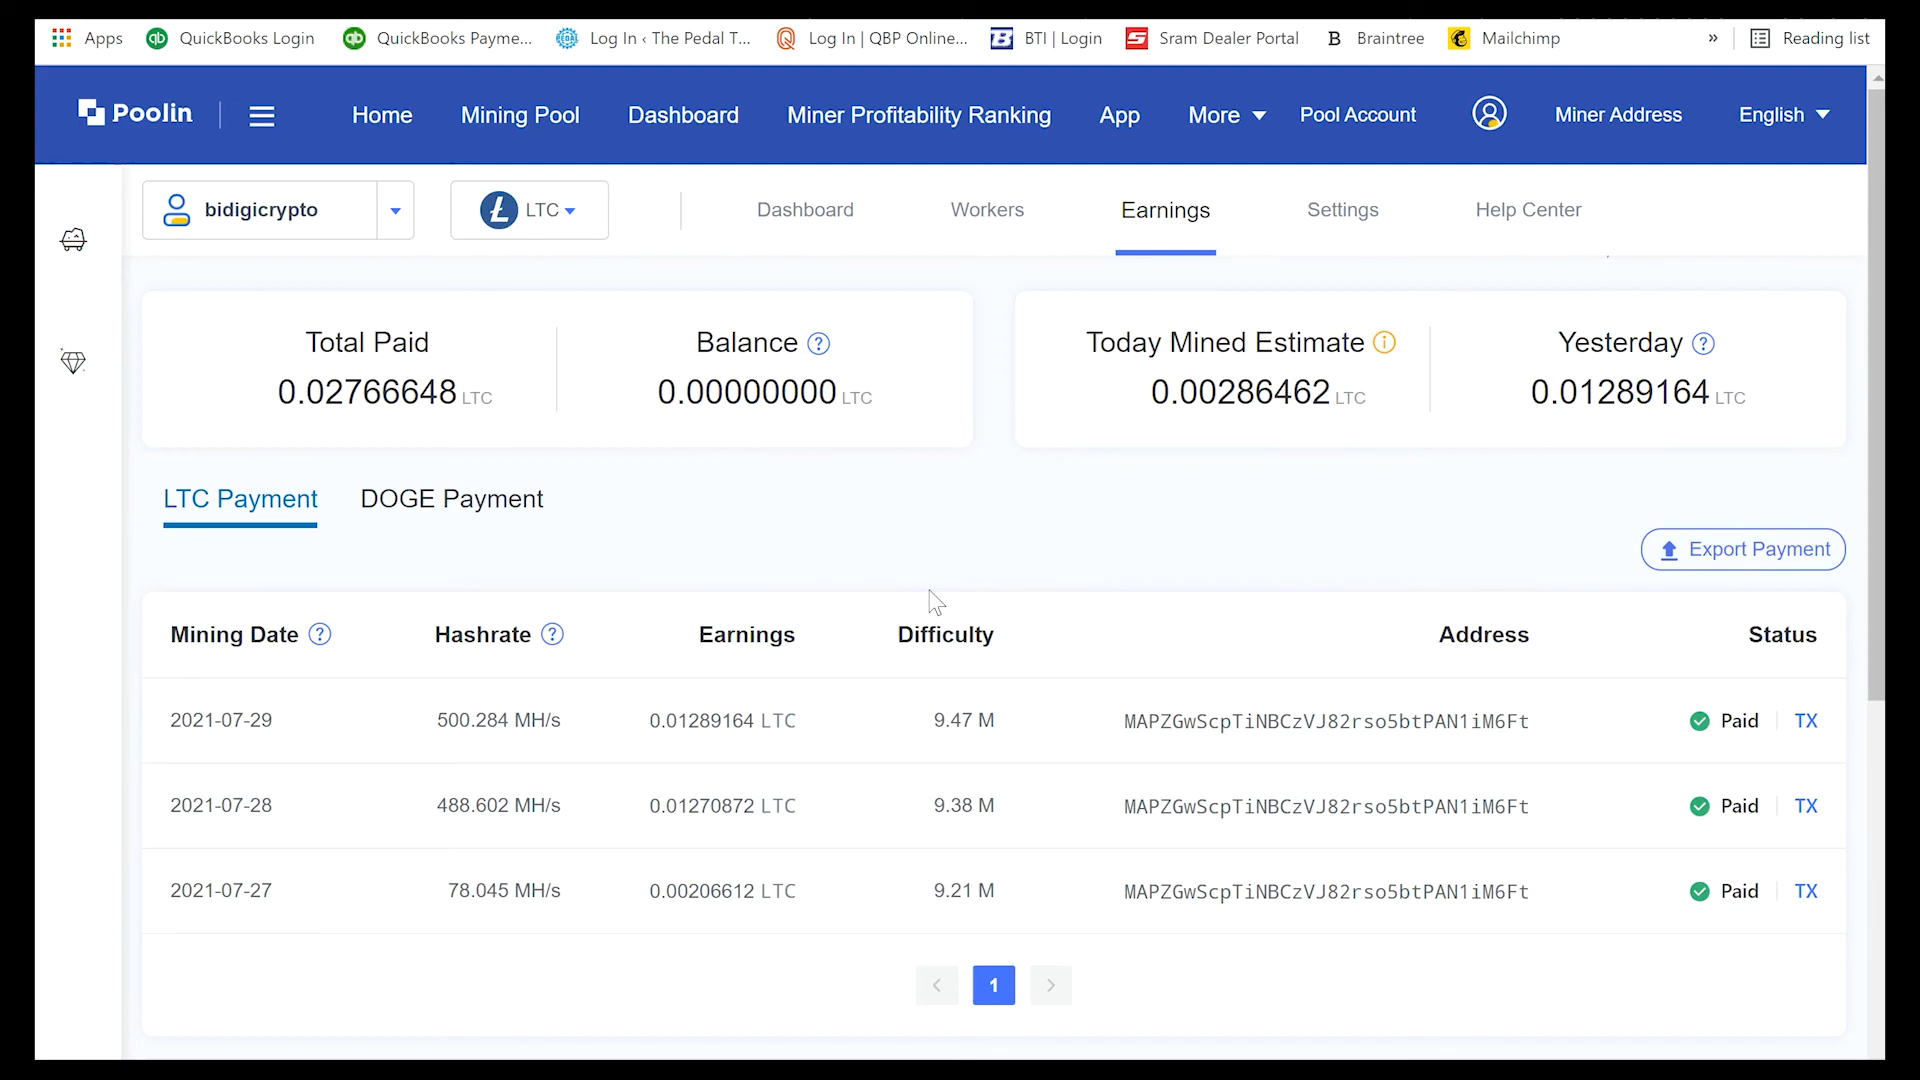 Apps QuickBooks Login QuickBooks Payme... Log In ‹ The Pedal T... Log In | QBP Online... BTI | Login Sram Dealer Portal Braintree Mailchimp » Reading list
Poolin Home Mining Pool Dashboard Miner Profitability Ranking App More Pool Account Miner Address English
bidigicrypto LTC Dashboard Workers Earnings Settings Help Center
Total Paid Balance Today Mined Estimate Yesterday
0.02766648 LTC 0.00000000 LTC 0.00286462 LTC 0.01289164 LTC
LTC Payment DOGE Payment
Export Payment
Mining Date Hashrate Earnings Difficulty Address Status
2021-07-29 500.284 MH/s 0.01289164 LTC 9.47 M MAPZGwScpTiNBCzVJ82rso5btPAN1iM6Ft Paid TX
2021-07-28 488.602 MH/s 0.01270872 LTC 9.38 M MAPZGwScpTiNBCzVJ82rso5btPAN1iM6Ft Paid TX
2021-07-27 78.045 MH/s 0.00206612 LTC 9.21 M MAPZGwScpTiNBCzVJ82rso5btPAN1iM6Ft Paid TX
1